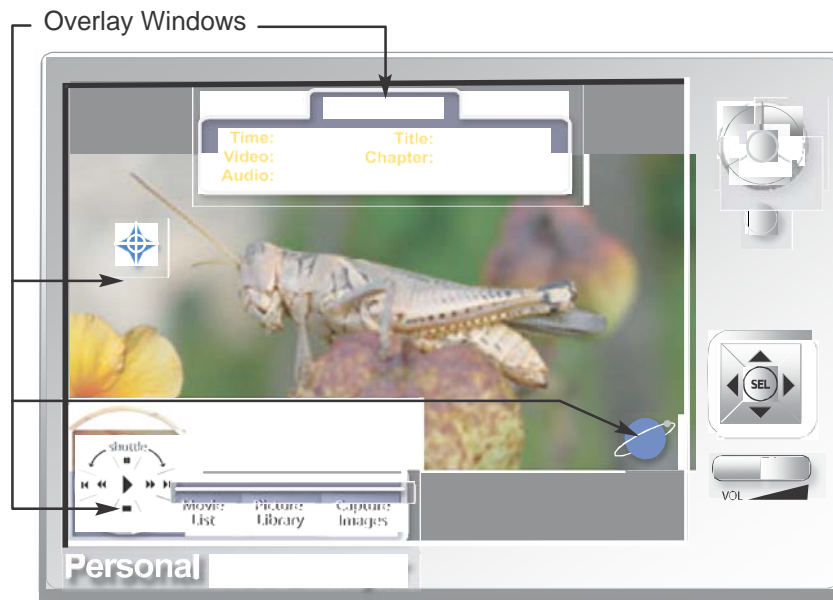 Overlay Windows
Time: Title:
Video: Chapter:
Audio:
SEL
shuttle
Movie List
Picture Library
Capture Images
VOL
Personal